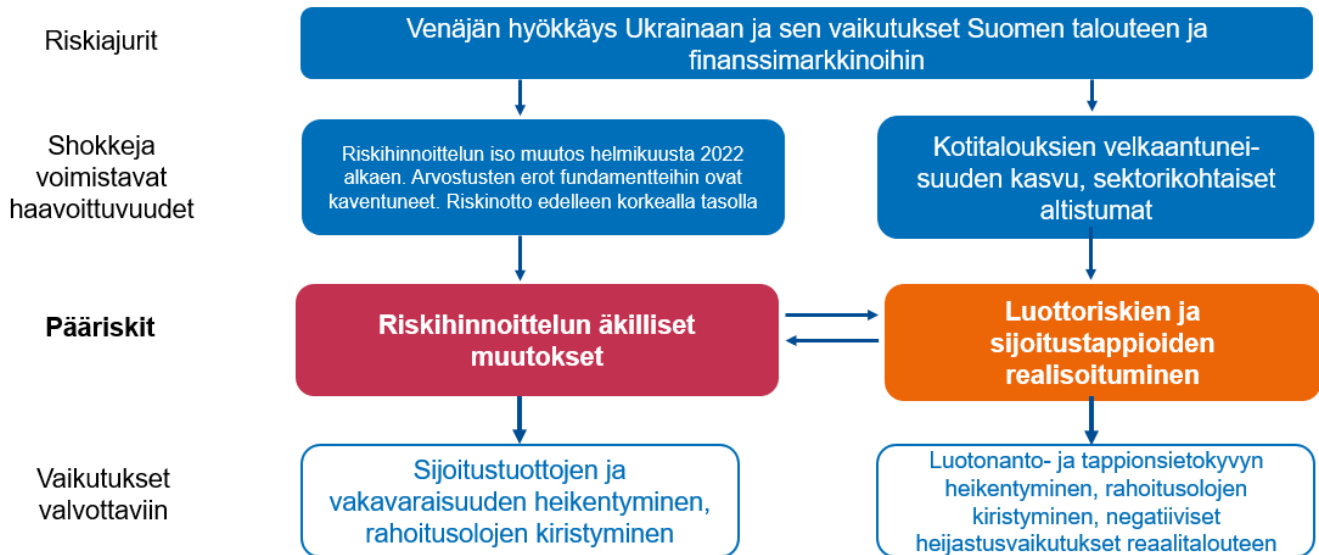 Riskiajurit
Venäjän hyökkäys Ukrainaan ja sen vaikutukset Suomen talouteen ja
finanssimarkkinoihin
Shokkeja
voimistavat
haavoittuvuudet
Riskihinnoittelun iso muutos helmikuusta 2022
alkaen. Arvostusten erot fundamentteihin ovat
kaventuneet. Riskinotto edelleen korkealla tasolla
Kotitalouksien velkaantunei-
suuden kasvu, sektorikohtaiset
altistumat
Pääriskit
Riskihinnoittelun äkilliset
muutokset
Luottoriskien ja
sijoitustappioiden
realisoituminen
Vaikutukset
valvottaviin
Sijoitustuottojen ja
vakavaraisuuden heikentyminen,
rahoitusolojen kiristyminen
Luotonanto- ja tappionsietokyvyn
heikentyminen, rahoitusolojen
kiristyminen, negatiiviset
heijastusvaikutukset reaalitalouteen